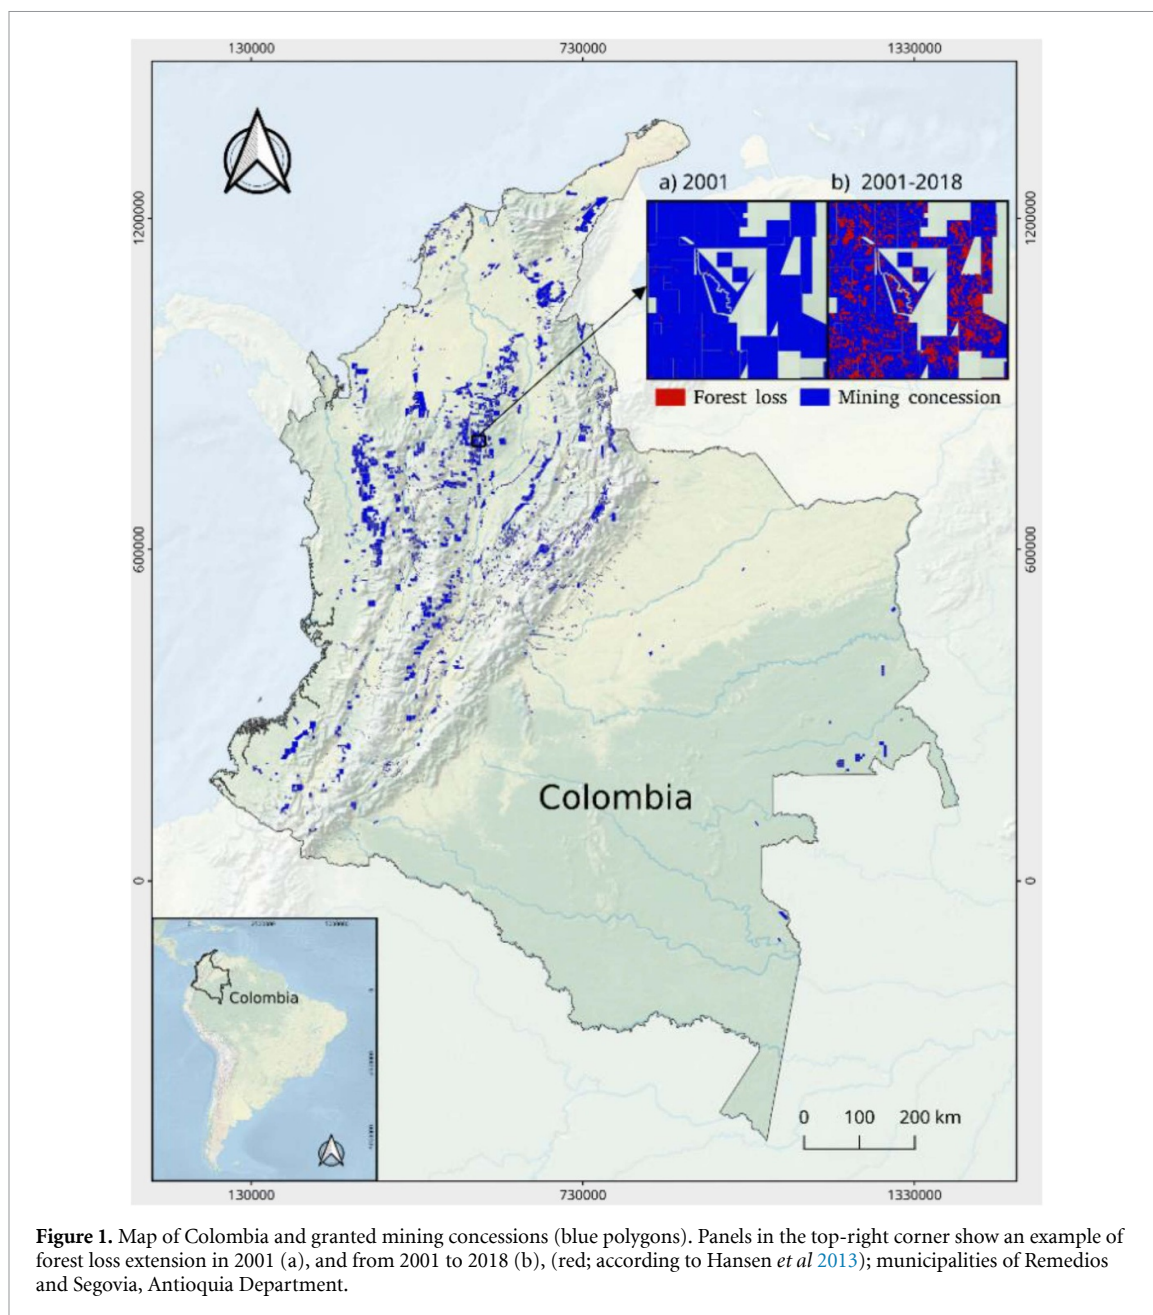 130000 730000 1330000
a) 2001 b) 2001-2018
1200000 1200000
Forest loss Mining concession
600000 600000
Colombia
0 0
Colombia
0 100 200 km
130000 730000 1330000
Figure 1. Map of Colombia and granted mining concessions (blue polygons). Panels in the top-right corner show an example of
forest loss extension in 2001 (a), and from 2001 to 2018 (b), (red; according to Hansen et al 2013); municipalities of Remedios
and Segovia, Antioquia Department.